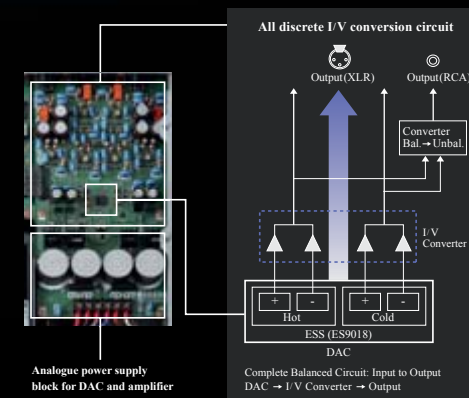 All discrete I/V conversion circuit
Output(XLR)
Output(RCA)
Converter
Bal.→Unbal.
I/V
Converter
+ - + -
Hot Cold
ESS (ES9018)
DAC
Analogue power supply
block for DAC and amplifier
Complete Balanced Circuit: Input to Output
DAC → I/V Converter → Output